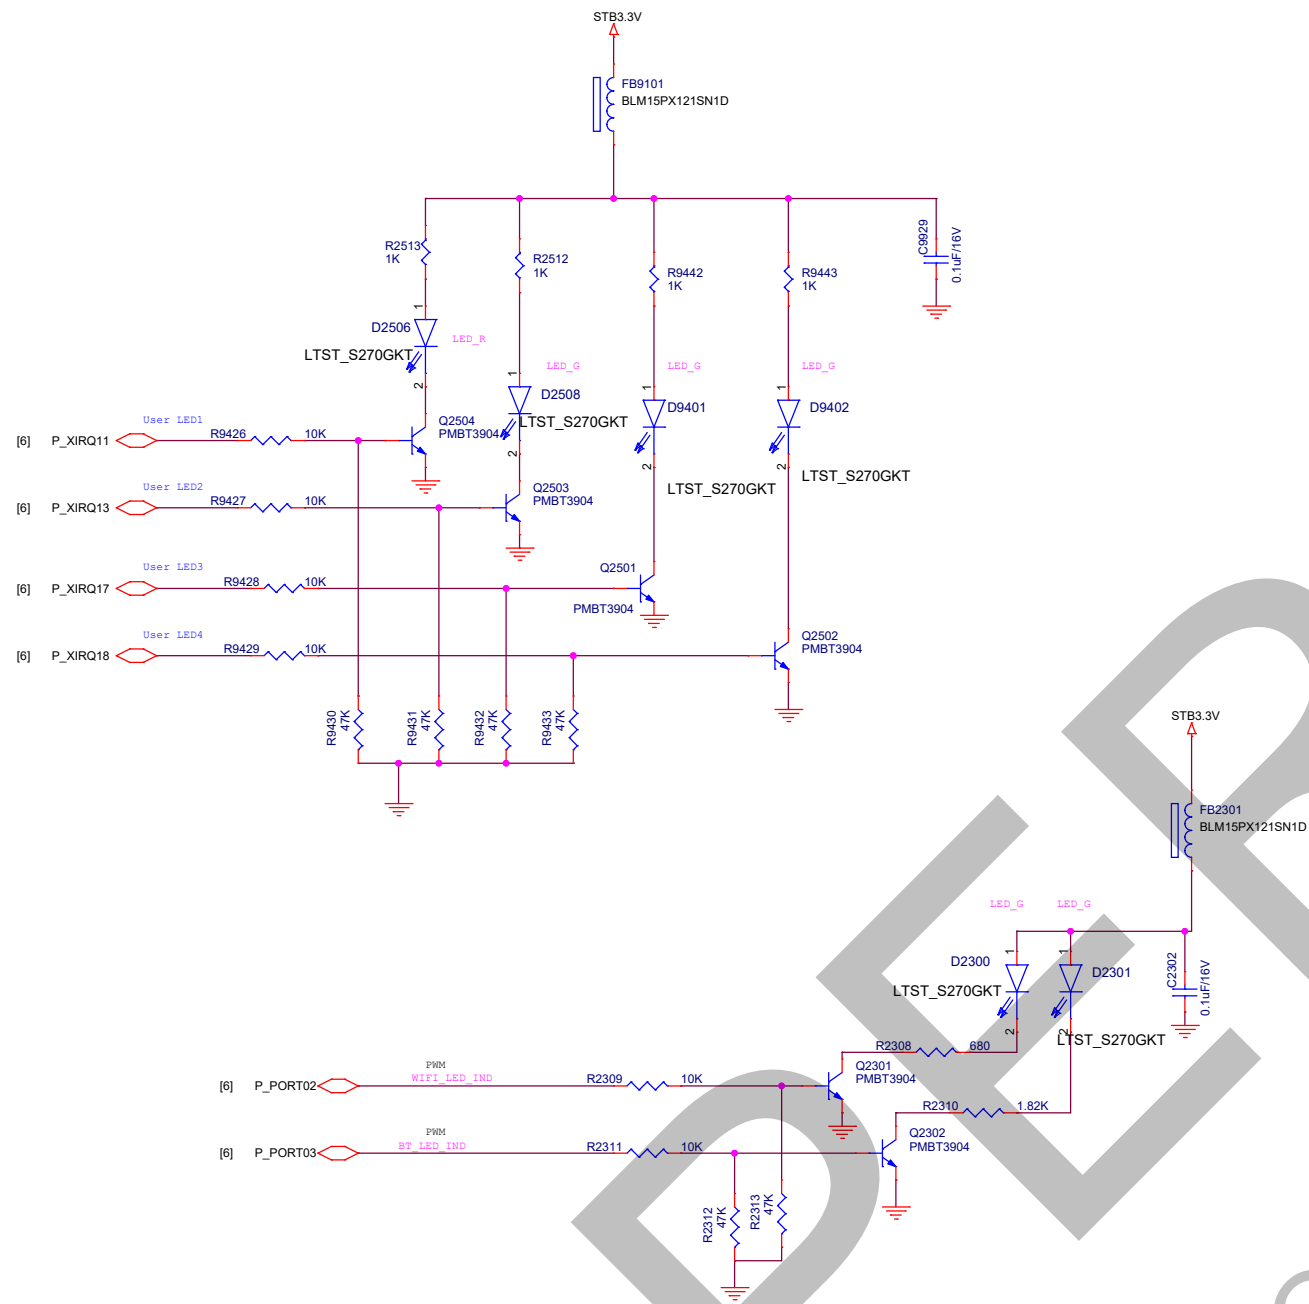 STB3.3V
FB9101
BLM15PX121SN1D
R2513
1K
R2512
1K
R9442
1K
R9443
1K
C9929
0.1uF/16V
1
D2506
LED_R
LTST_S270GKT
2
LED_G
1
D2508
LTST_S270GKT
2
LED_G
1
D9401
2
LTST_S270GKT
LED_G
1
D9402
2
LTST_S270GKT
User LED1
[6] P_XIRQ11
R9426 10K
Q2504
PMBT3904
User LED2
[6] P_XIRQ13
R9427 10K
Q2503
PMBT3904
User LED3
[6] P_XIRQ17
R9428 10K
Q2501
PMBT3904
User LED4
[6] P_XIRQ18
R9429 10K
Q2502
PMBT3904
R9430
47K
R9431
47K
R9432
47K
R9433
47K
STB3.3V
FB2301
BLM15PX121SN1D
LED_G LED_G
1
D2300
LTST_S270GKT
2
1
D2301
2
LTST_S270GKT
C2302
0.1uF/16V
R2308 680
PWM
WIFI_LED_IND
[6] P_PORT02
R2309 10K
Q2301
PMBT3904
R2310 1.82K
PWM
BT_LED_IND
[6] P_PORT03
R2311 10K
Q2302
PMBT3904
R2312
47K
R2313
47K